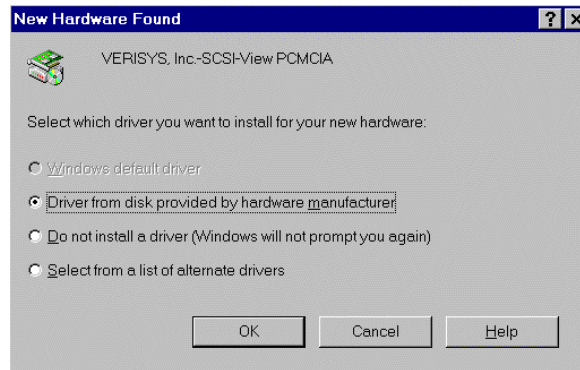 New Hardware Found
VERISYS, Inc.-SCSI-View PCMCIA
Select which driver you want to install for your new hardware:
Windows default driver
Driver from disk provided by hardware manufacturer
Do not install a driver (Windows will not prompt you again)
Select from a list of alternate drivers
OK Cancel Help